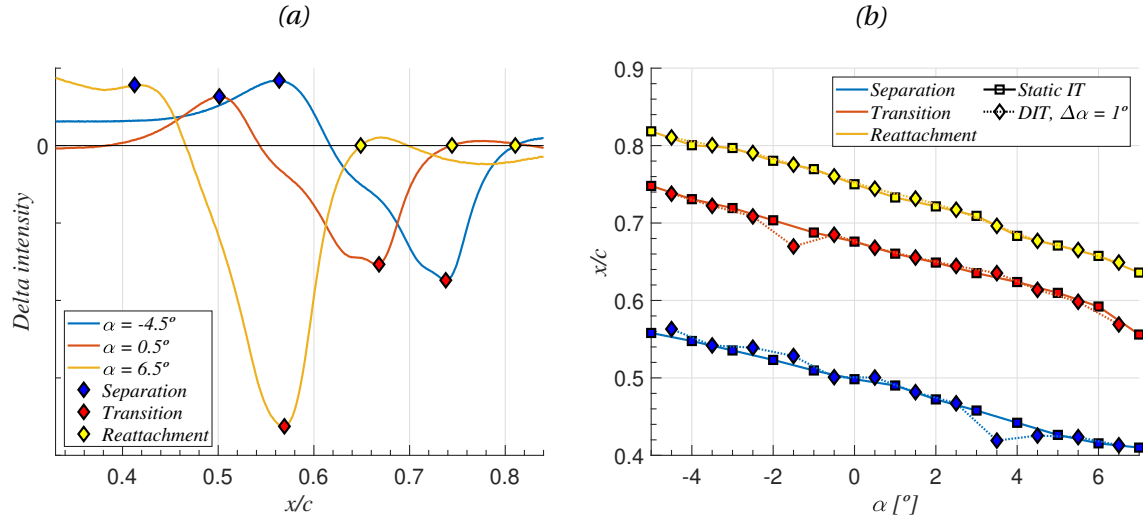 (a)
Delta intensity
0
α = -4.5º
α = 0.5º
α = 6.5º
Separation
Transition
Reattachment
0.4 0.5 0.6 0.7 0.8
x/c
(b)
x/c
0.9
0.8
0.7
0.6
0.5
0.4
Separation
Transition
Reattachment
Static IT
DIT, Δα = 1º
-4 -2 0 2 4 6
α [º]